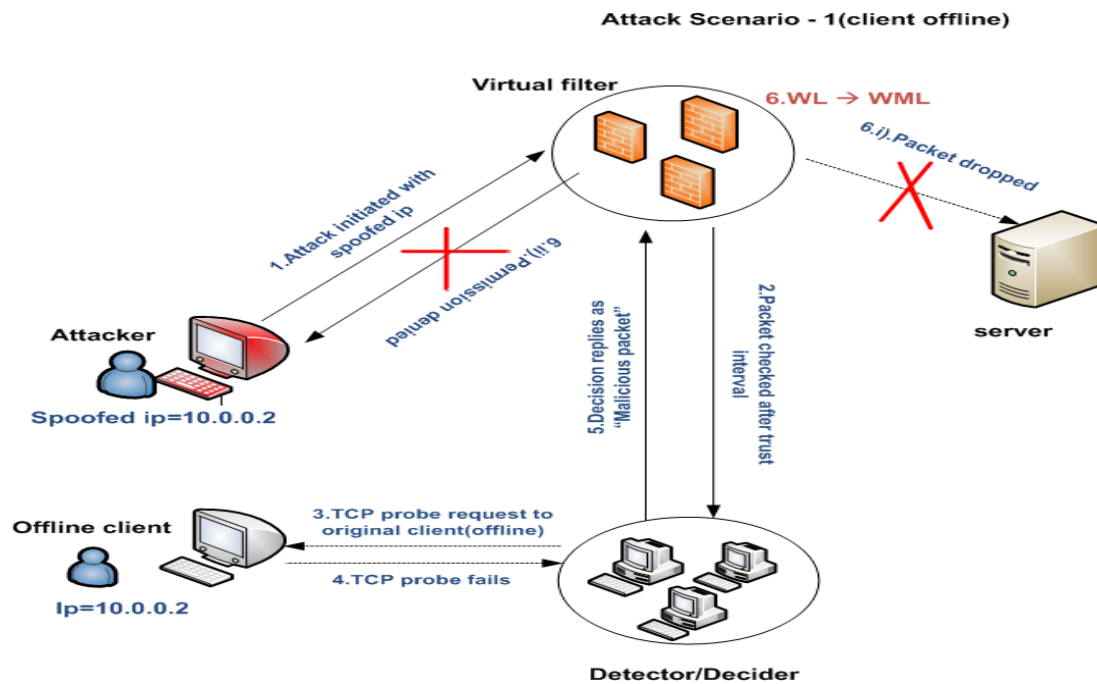 Attack Scenario - 1(client offline)
Virtual filter
6.WL → WML
6.i).Packet dropped
1.Attack initiated with
spoofed ip
6.ii).Permission denied
Attacker
Spoofed ip=10.0.0.2
server
5.Decision replies as
“Malicious packet”
2.Packet checked after trust
interval
Offline client
3.TCP probe request to
original client(offline)
4.TCP probe fails
Ip=10.0.0.2
Detector/Decider